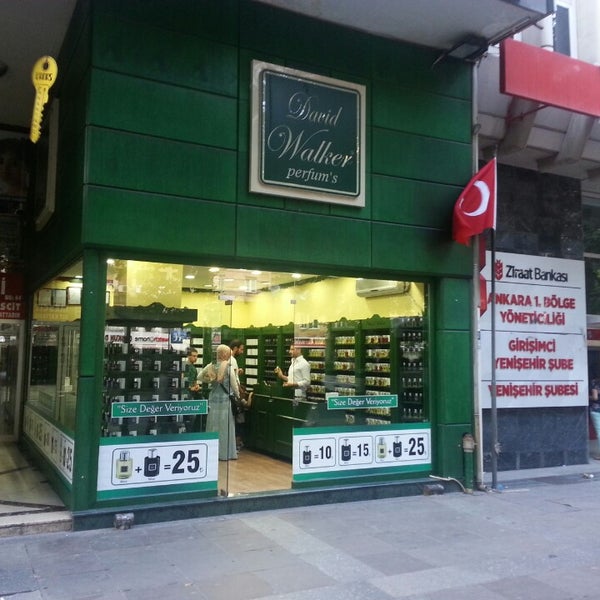 David
Walker
perfum's
Ziraat Bankası
ANKARA 1. BÖLGE
YÖNETİCİLİĞİ
GİRİŞİMCİ
YENİŞEHİR ŞUBE
YENİŞEHİR ŞUBESİ
"Size Değer Veriyoruz"
"Size Değer Veriyoruz"
+ =25
=10 =15 + =25